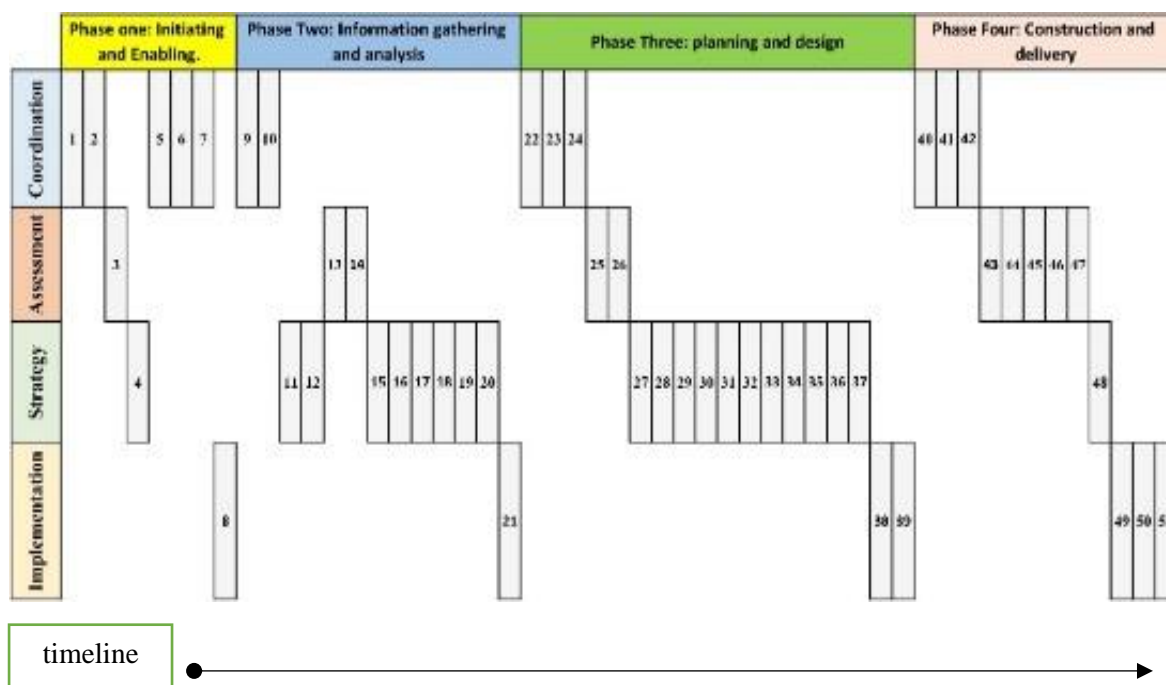 Phase one: Initiating
and Enabling.
Phase Two: Information gathering
and analysis
Phase Three: planning and design
Phase Four: Construction and
delivery
Coordination
1 2 5 6 7 9 10 22 23 24 40 41 42
Assessment
3 13 14 25 26 43 44 45 46 47
Strategy
4 11 12 15 16 17 18 19 20 27 28 29 30 31 32 33 34 35 36 37 48
Implementation
8 21 38 39 49 50
timeline